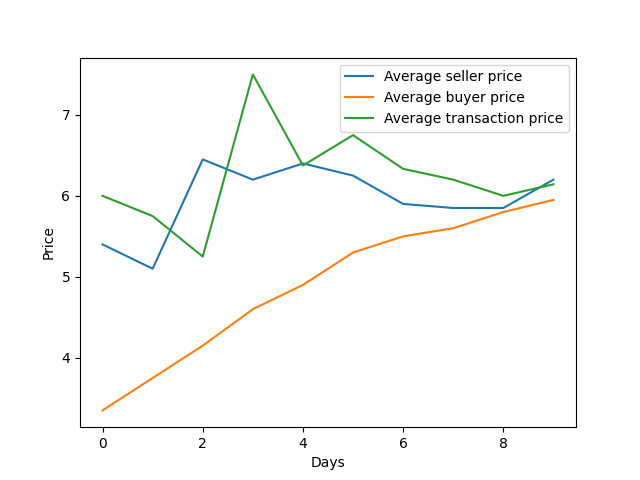 Average seller price
Average buyer price
Average transaction price
7
6
5
4
Price
0 2 4 6 8
Days